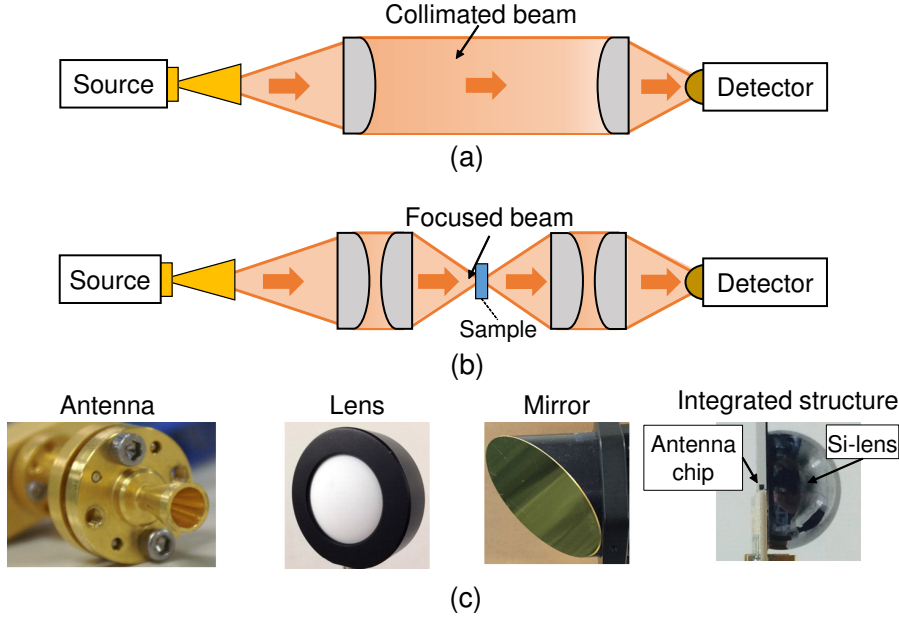 Collimated beam
Source
Detector
(a)
Focused beam
Source
Detector
Sample
(b)
Antenna
Lens
Mirror
Integrated structure
Antenna
chip
Si-lens
(c)